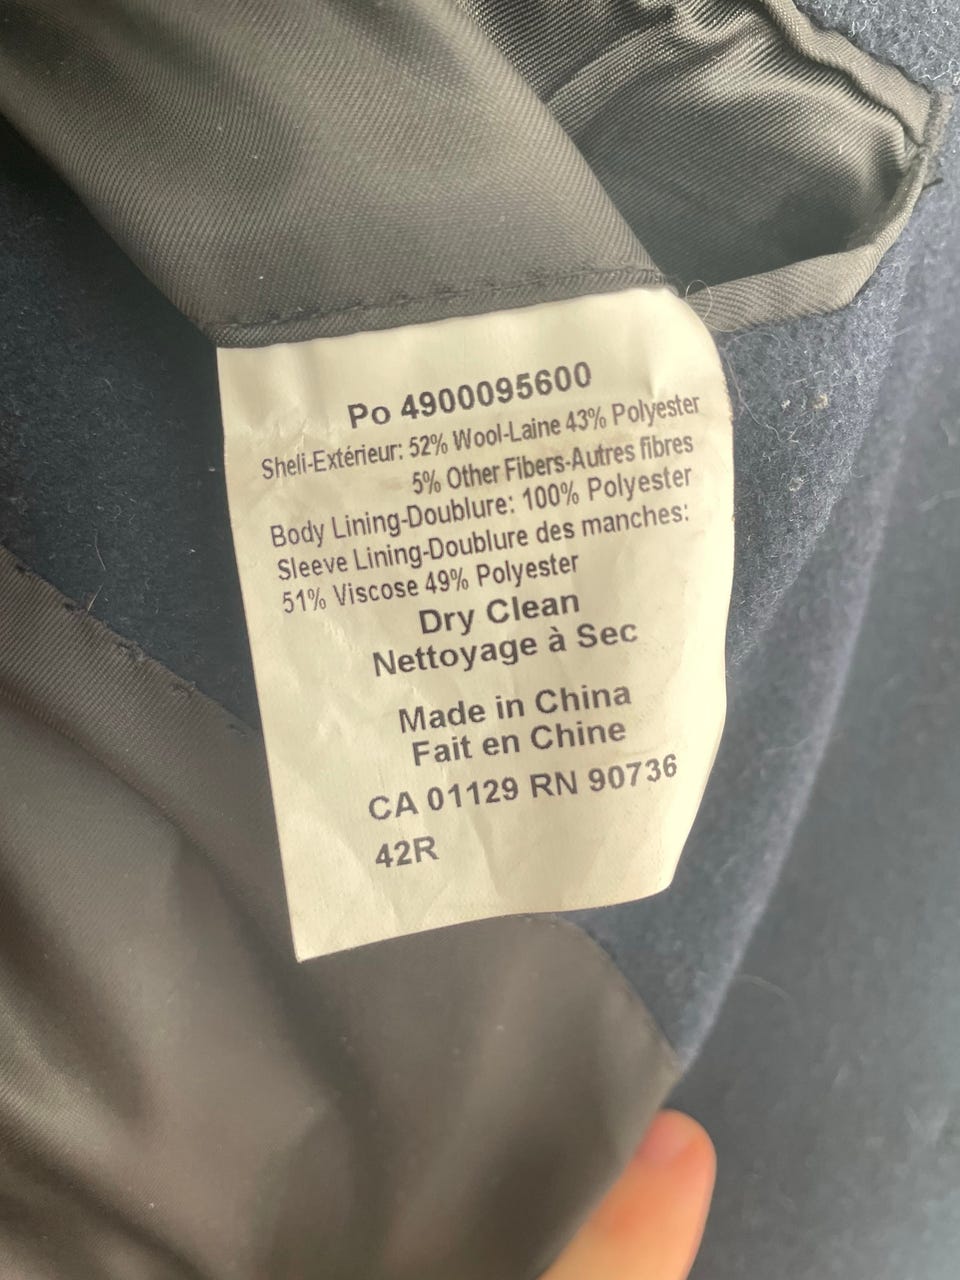 Po 4900095600
Shell-Extérieur: 52% Wool-Laine 43% Polyester
5% Other Fibers-Autres fibres
Body Lining-Doublure: 100% Polyester
Sleeve Lining-Doublure des manches:
51% Viscose 49% Polyester
Dry Clean
Nettoyage à Sec
Made in China
Fait en Chine
CA 01129 RN 90736
42R